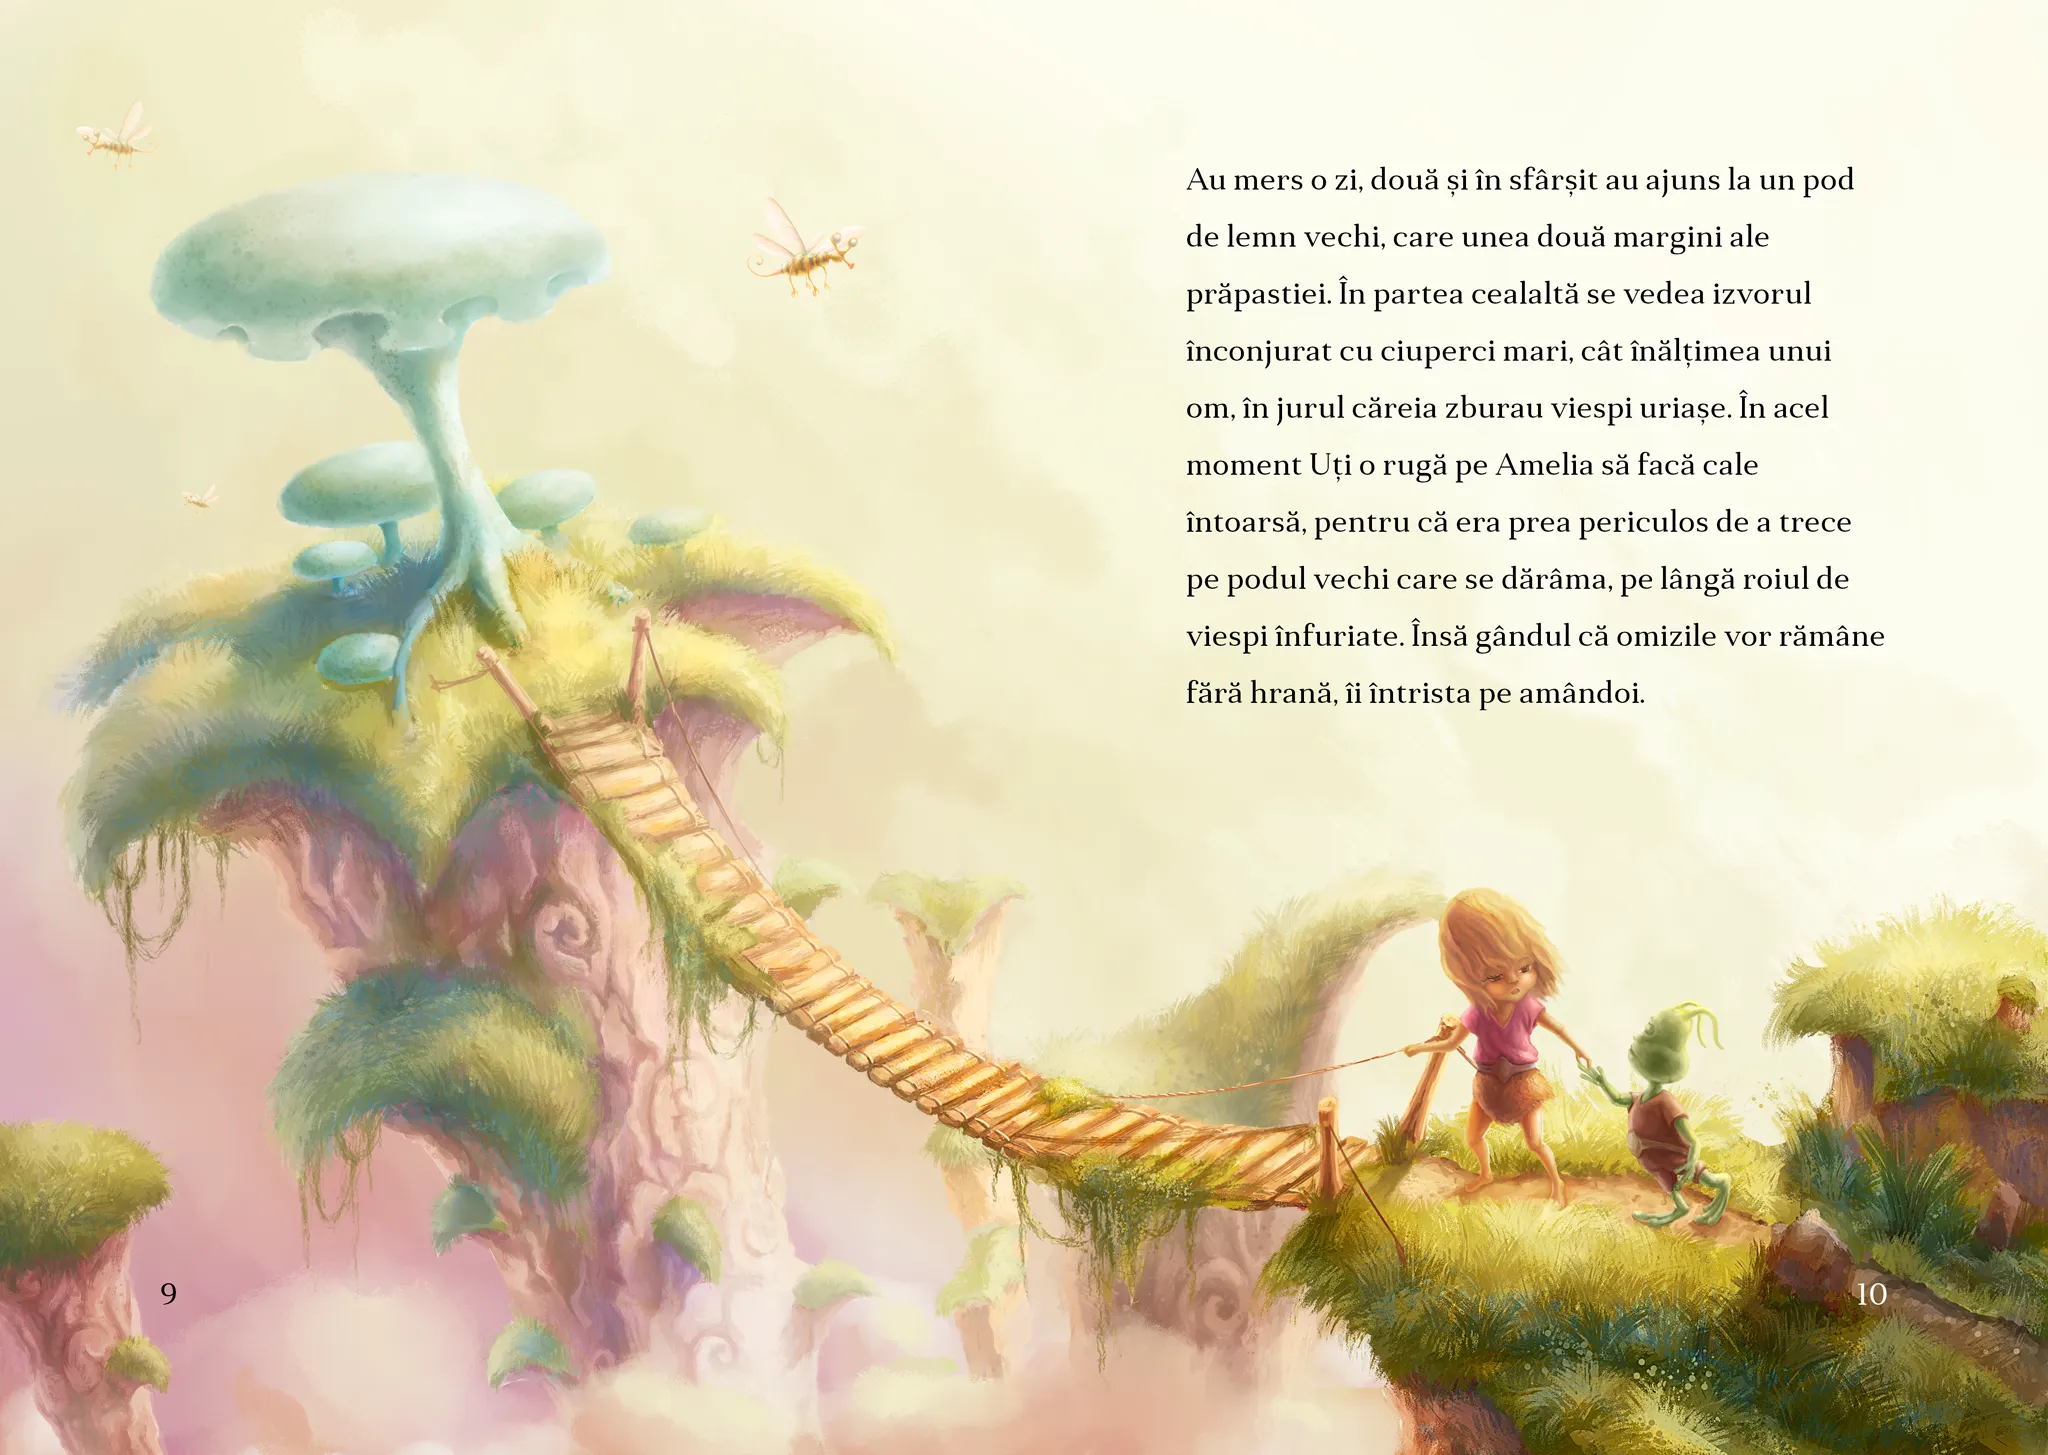 Au mers o zi, două și în sfârșit au ajuns la un pod
de lemn vechi, care unea două margini ale
prăpastiei. În partea cealaltă se vedea izvorul
înconjurat cu ciuperci mari, cât înălțimea unui
om, în jurul căreia zburau viespi uriașe. În acel
moment Uți o rugă pe Amelia să facă cale
întoarsă, pentru că era prea periculos de a trece
pe podul vechi care se dărâma, pe lângă roiul de
viespi înfuriate. Însă gândul că omizile vor rămâne
fără hrană, îi întrista pe amândoi.
9
10